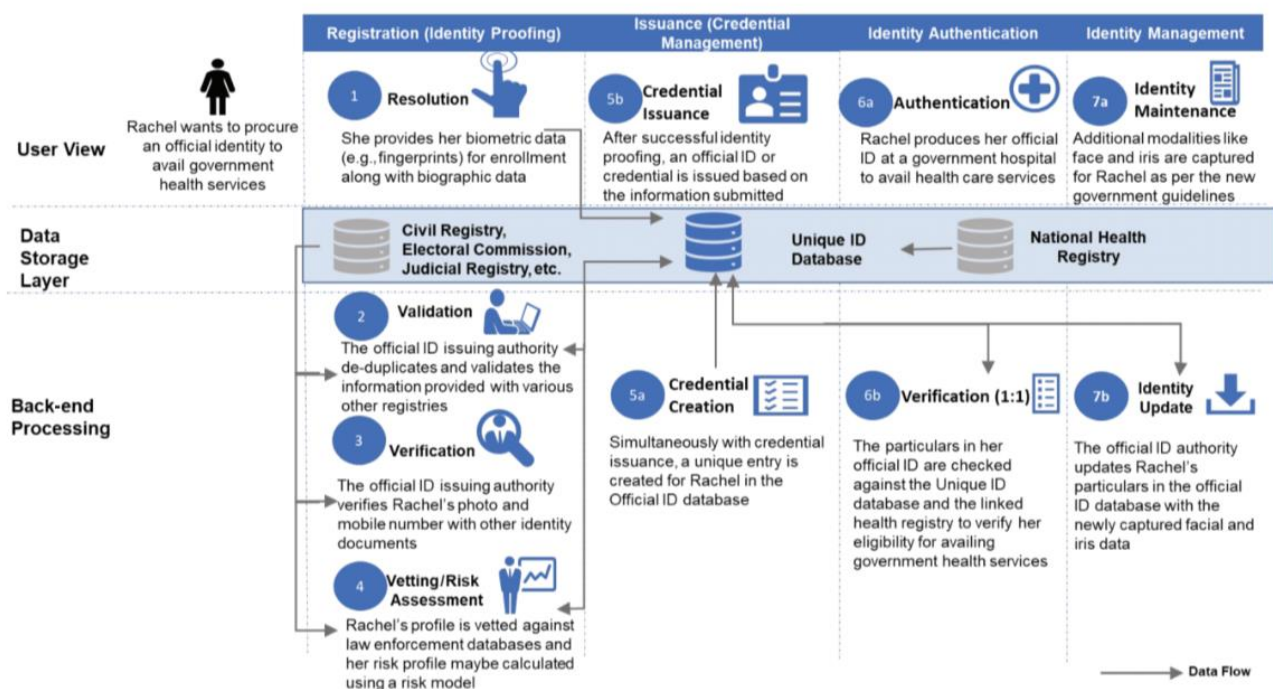 Registration (Identity Proofing)
Issuance (Credential
Management)
Identity Authentication
Identity Management
User View
Rachel wants to procure
an official identity to
avail government
health services
1
Resolution
She provides her biometric data
(e.g., fingerprints) for enrollment
along with biographic data
5b
Credential
Issuance
After successful identity
proofing, an official ID or
credential is issued based on
the information submitted
6a
Authentication
Rachel produces her official
ID at a government hospital
to avail health care services
7a
Identity
Maintenance
Additional modalities like
face and iris are captured
for Rachel as per the new
government guidelines
Data
Storage
Layer
Civil Registry,
Electoral Commission,
Judicial Registry, etc.
Unique ID
Database
National Health
Registry
Back-end
Processing
2
Validation
The official ID issuing authority
de-duplicates and validates the
information provided with various
other registries
3
Verification
The official ID issuing authority
verifies Rachel's photo and
mobile number with other identity
documents
4
Vetting/Risk
Assessment
Rachel's profile is vetted against
law enforcement databases and
her risk profile maybe calculated
using a risk model
5a
Credential
Creation
Simultaneously with credential
issuance, a unique entry is
created for Rachel in the
Official ID database
6b
Verification (1:1)
The particulars in her
official ID are checked
against the Unique ID
database and the linked
health registry to verify her
eligibility for availing
government health services
7b
Identity
Update
The official ID authority
updates Rachel's
particulars in the official
ID database with the
newly captured facial and
iris data
Data Flow